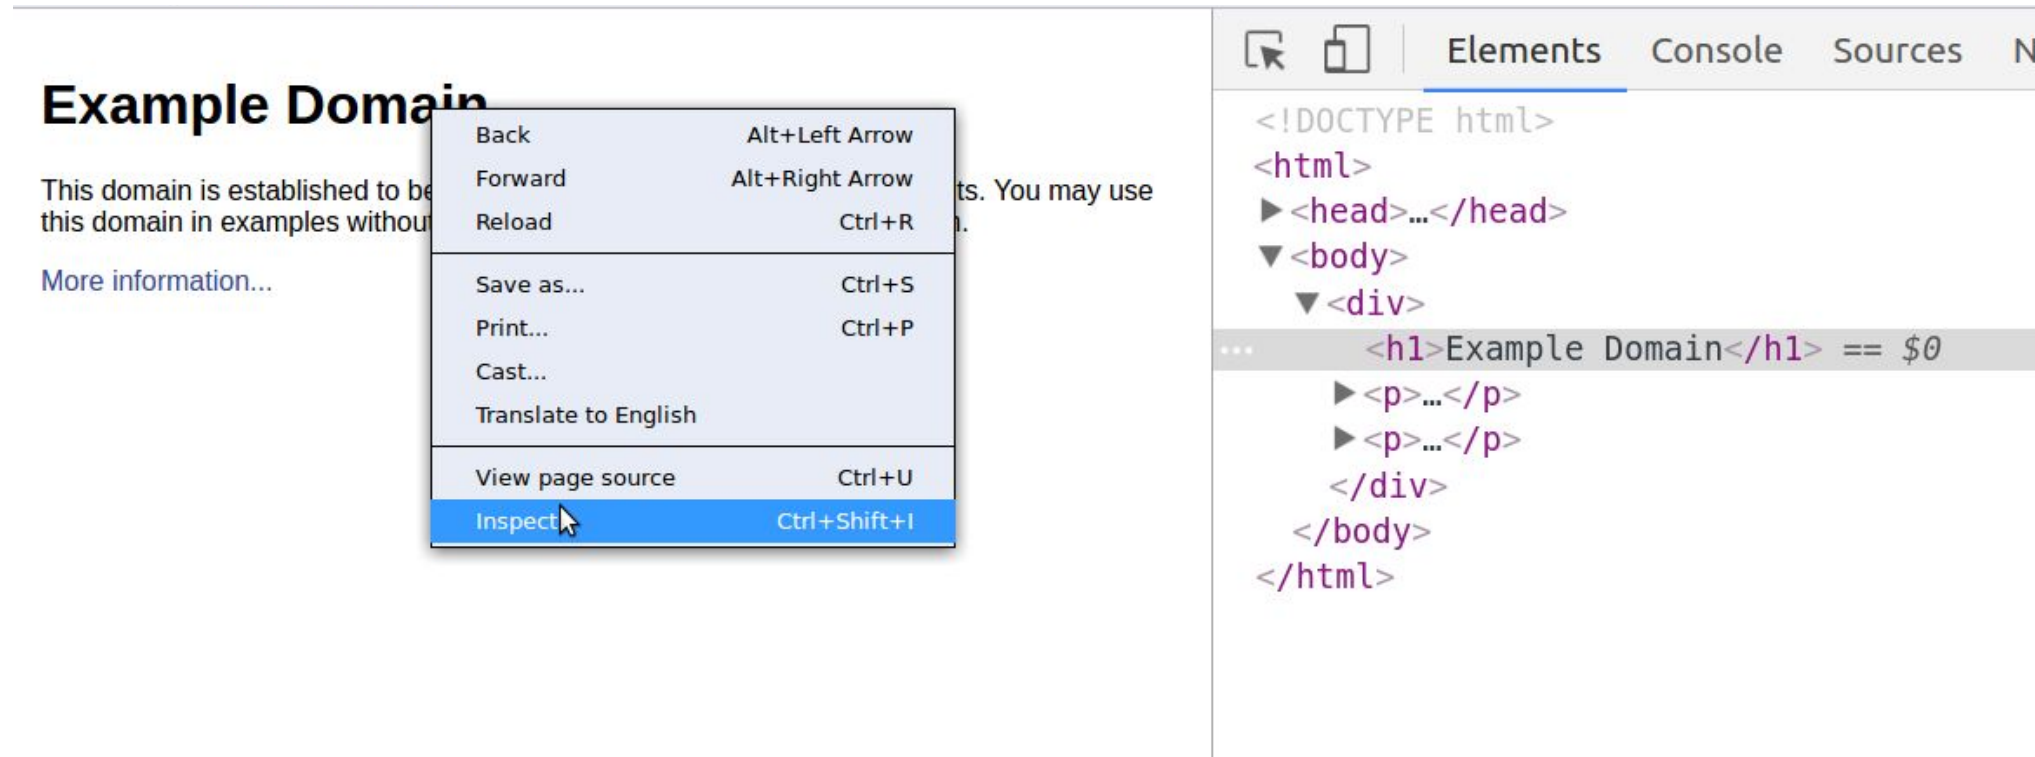 Example Domain
This domain is established to be
ts. You may use
this domain in examples without
More information...
Back Alt+Left Arrow
Forward Alt+Right Arrow
Reload Ctrl+R
Save as... Ctrl+S
Print... Ctrl+P
Cast...
Translate to English
View page source Ctrl+U
Inspect Ctrl+Shift+I
Elements Console Sources N
<!DOCTYPE html>
<html>
▶<head>…</head>
▼<body>
▼<div>
<h1>Example Domain</h1> == $0
▶<p>…</p>
▶<p>…</p>
</div>
</body>
</html>